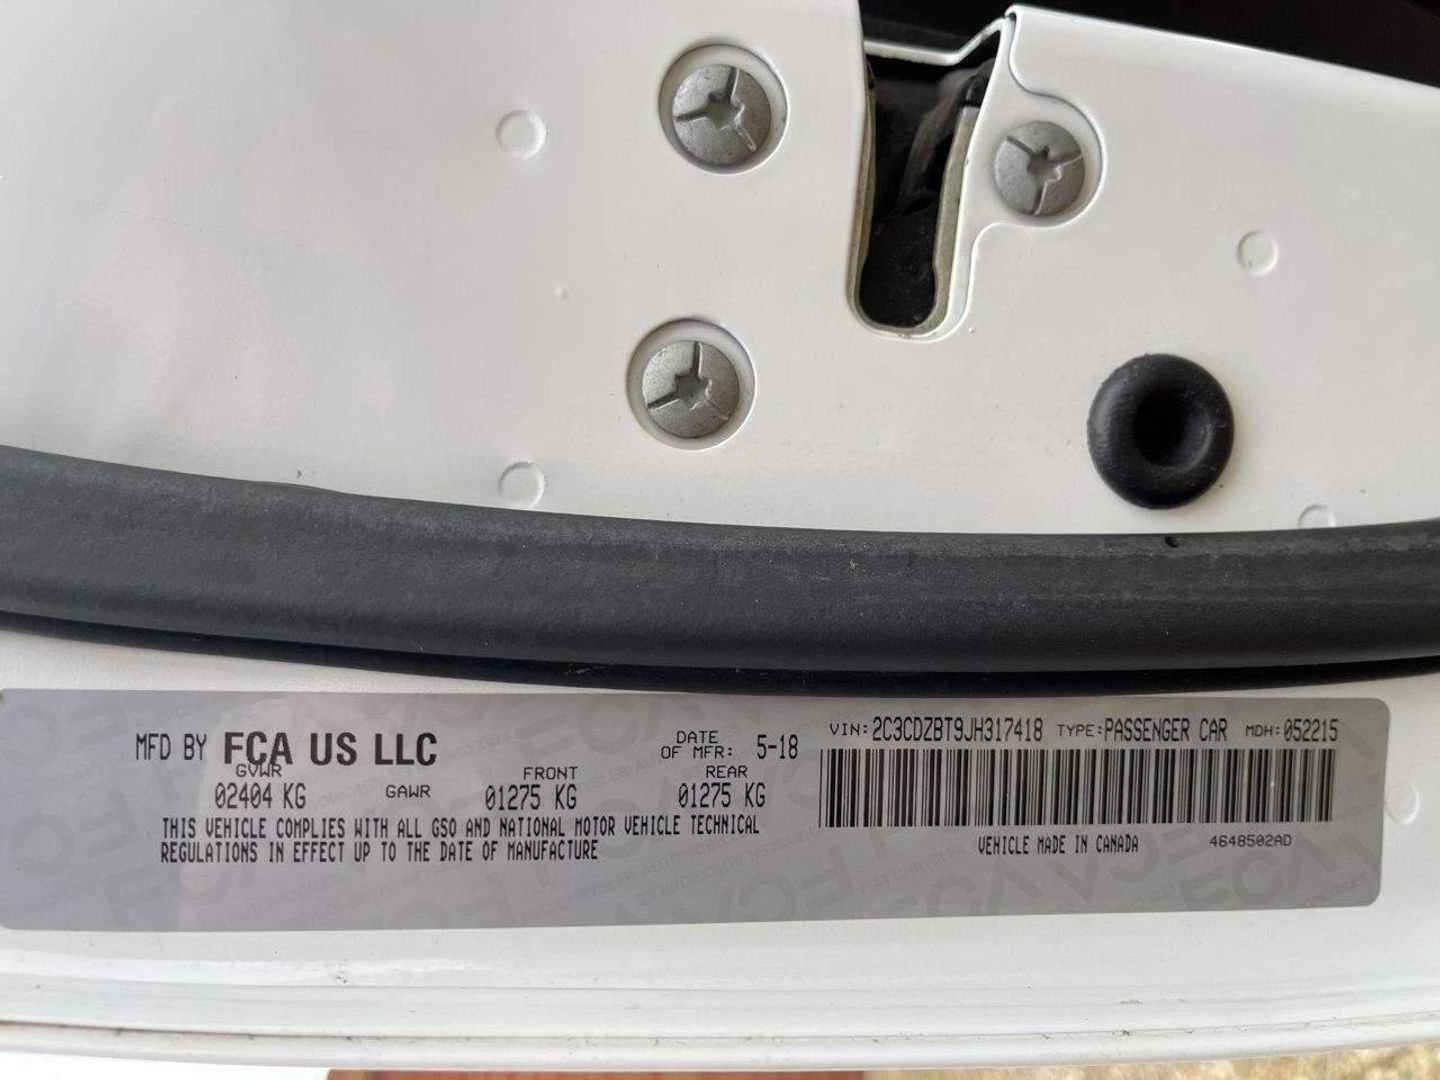 MFD BY FCA US LLC DATE OF MFR: 5-18 VIN: 2C3CDZBT9JH317418 TYPE: PASSENGER CAR MDH: 052215
GVWR FRONT REAR
02404 KG GAWR 01275 KG 01275 KG
THIS VEHICLE COMPLIES WITH ALL GSO AND NATIONAL MOTOR VEHICLE TECHNICAL
REGULATIONS IN EFFECT UP TO THE DATE OF MANUFACTURE
VEHICLE MADE IN CANADA 4648502AD